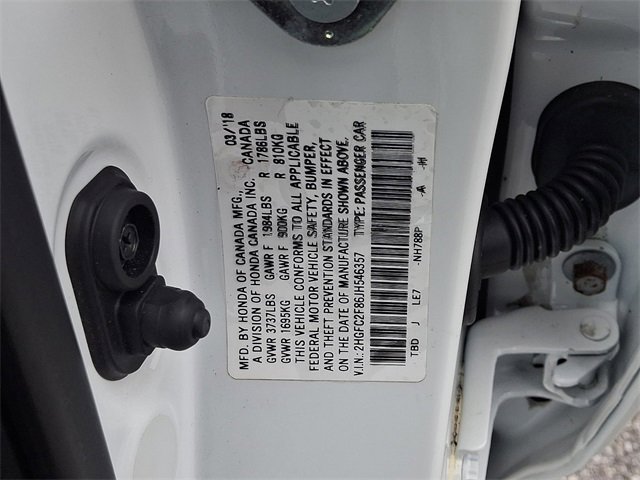 MFD. BY HONDA OF CANADA MFG. 03/'18
A DIVISION OF HONDA CANADA INC. CANADA
GVWR 3737LBS GAWR F 1984LBS R 1786LBS
GVWR 1695KG GAWR F 900KG R 810KG
THIS VEHICLE CONFORMS TO ALL APPLICABLE
FEDERAL MOTOR VEHICLE SAFETY, BUMPER,
AND THEFT PREVENTION STANDARDS IN EFFECT
ON THE DATE OF MANUFACTURE SHOWN ABOVE.
V.I.N.: 2HGFC2F86JH546357 TYPE: PASSENGER CAR
TBD J LE7 -NH788P -A -H